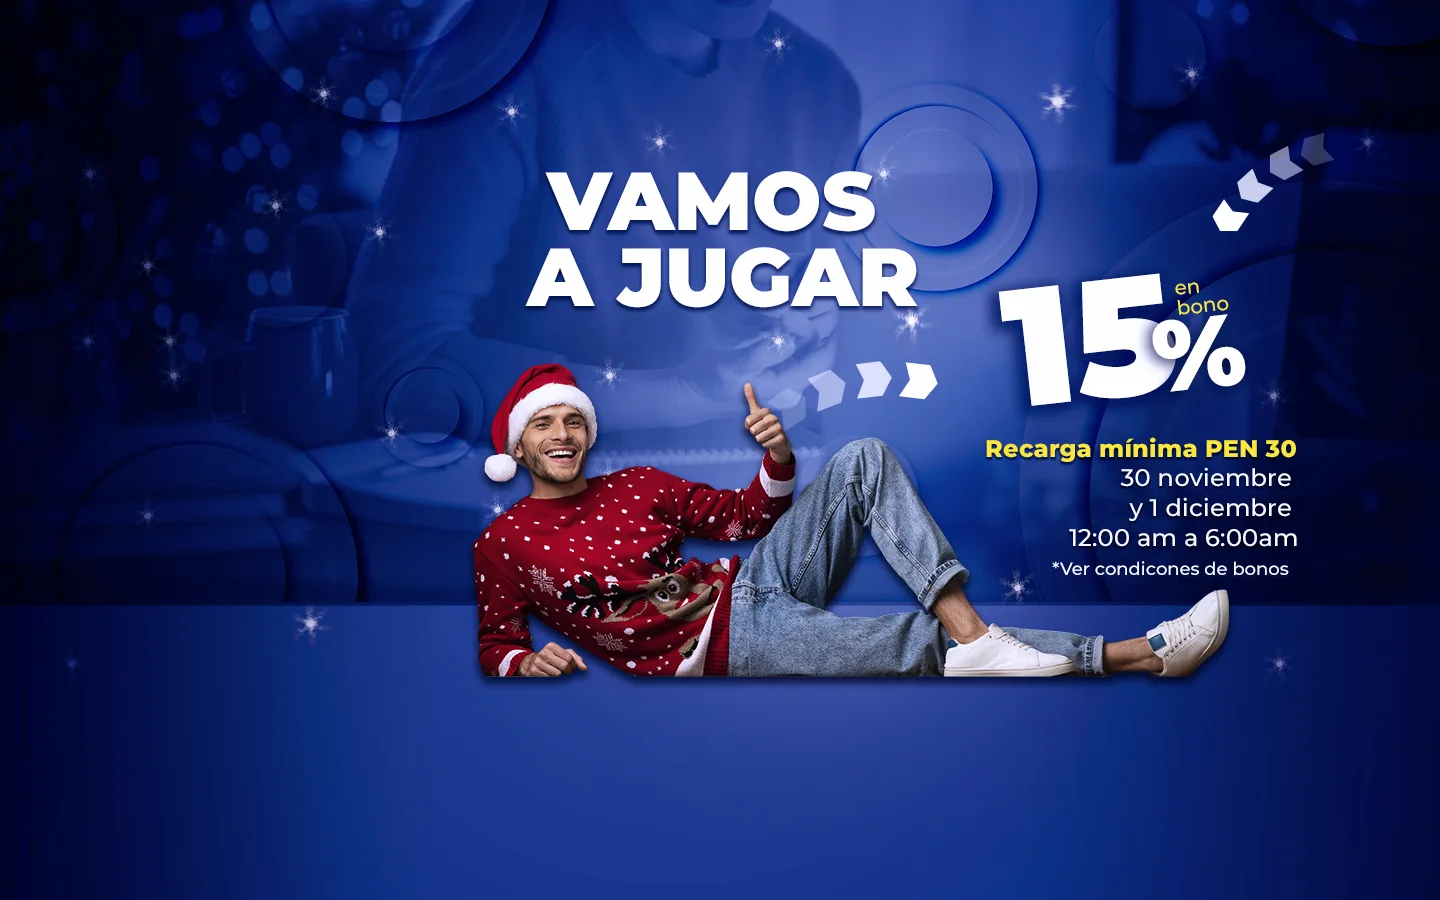 VAMOS
A JUGAR
15%
en
bono
Recarga mínima PEN 30
30 noviembre
y 1 diciembre
12:00 am a 6:00am
*Ver condicones de bonos